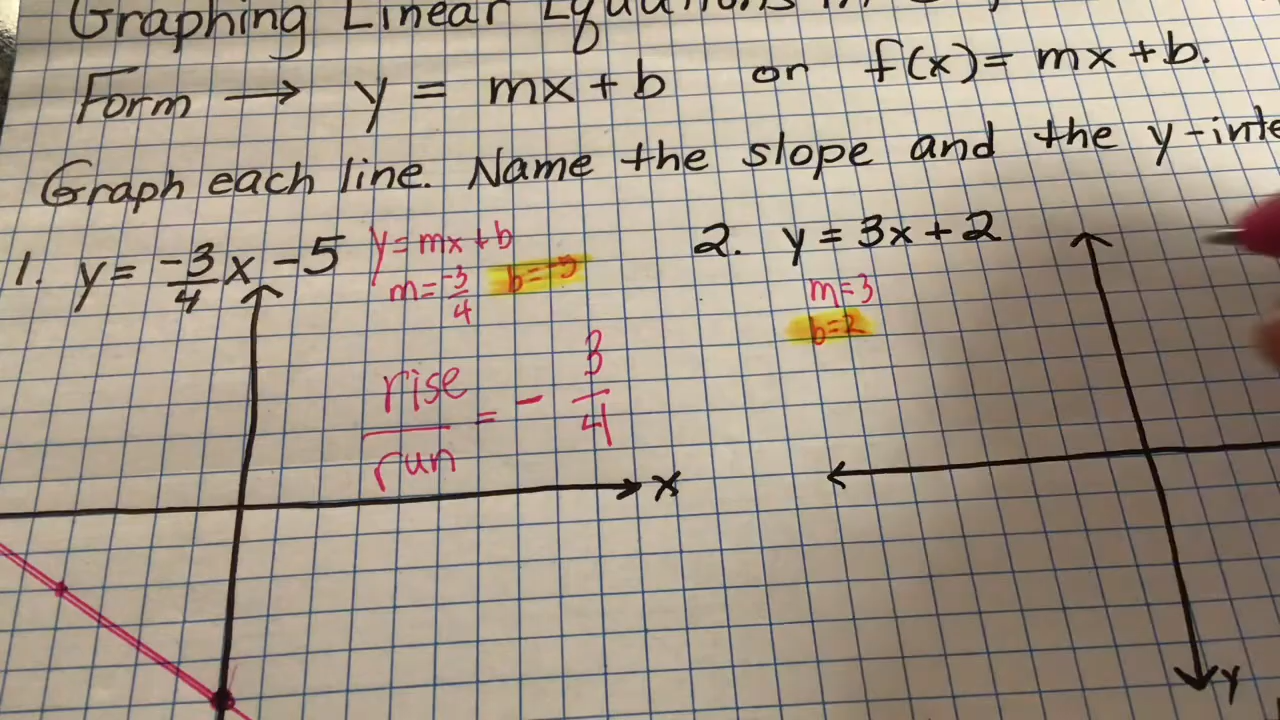 Graphing Linear Equations in
Form → y = mx + b or f(x) = mx + b.
Graph each line. Name the slope and the y-inte
1. y = -3/4 x - 5
y = mx + b
m = -3/4 b = -5
rise/run = - 3/4
x
2. y = 3x + 2
m = 3
b = 2
y